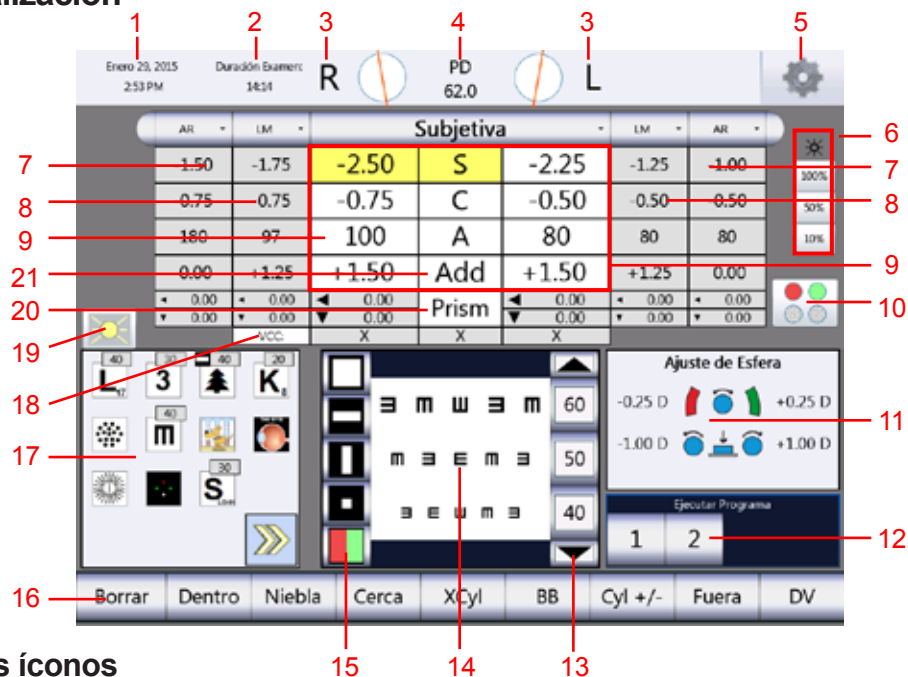 alización
1 2 3 4 3 5
Enero 29, 2015
2:53 PM
Duración Examen:
14:14
R
PD
62.0
L
AR LM Subjetiva LM AR
6
7 -1.50 -1.75 -2.50 S -2.25 -1.25 -1.00 7
100%
8 -0.75 -0.75 -0.75 C -0.50 -0.50 -0.50 8
50%
9 180 97 100 A 80 80 80
10%
21 0.00 +1.25 +1.50 Add +1.50 +1.25 0.00 9
20 0.00 0.00 0.00 Prism 0.00 0.00 0.00 10
0.00 0.00 0.00 0.00 0.00 0.00
19
VCC. X X X
18
40 30 40 20
L 3 K
40
m
17
30
S
E m w E m 60
m E E m E 50
E E w m E 40
Ajuste de Esfera
-0.25 D +0.25 D
11
-1.00 D +1.00 D
Ejecutar Programa
1 2 12
16 Borrar Dentro Niebla Cerca XCyl BB Cyl +/- Fuera DV
15 14 13
s íconos